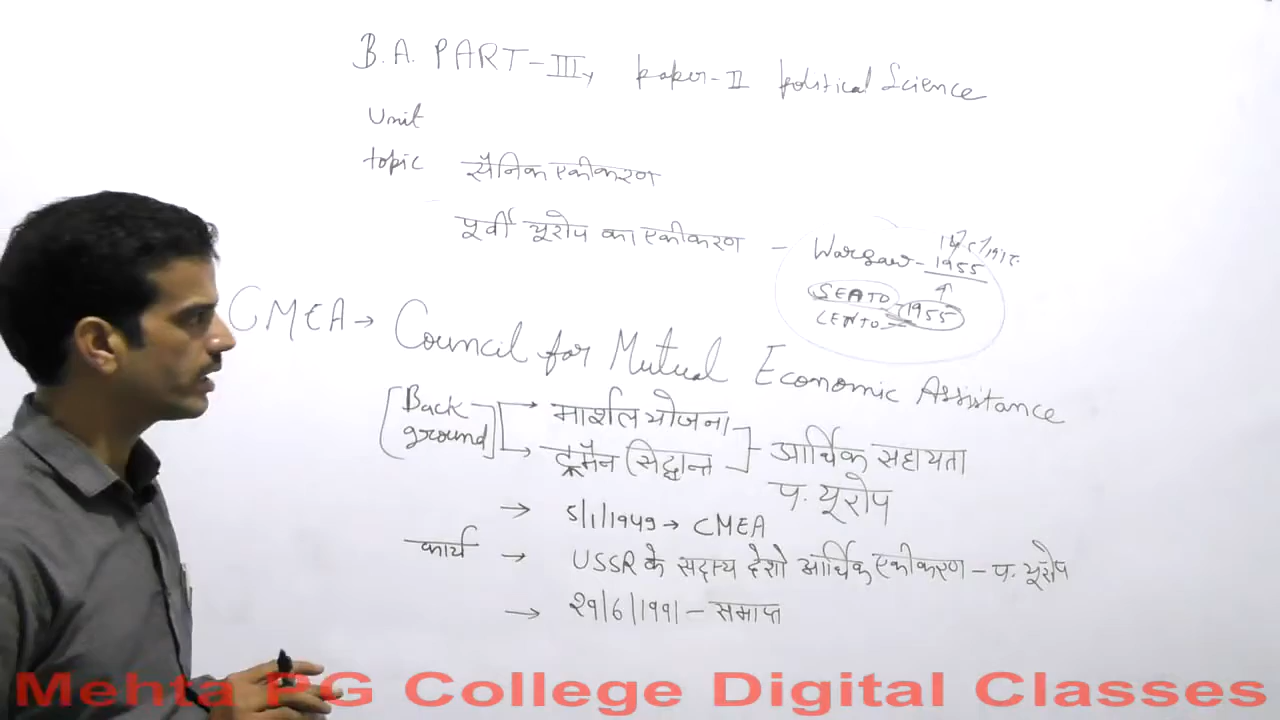 B.A. PART-III, paper-II political Science
Unit
topic सैनिक एकीकरण
पूर्वी यूरोप का एकीकरण - Warsaw - 1955
SEATO
CENTO 1955
CMEA → Council for Mutual Economic Assistance
[Back ground] → मार्शल योजना
→ ट्रूमैन सिद्धान्त
आर्थिक सहायता
प. यूरोप
→ 5/1/1949 → CMEA
कार्य → USSR के सदस्य देशो आर्थिक एकीकरण - प. यूरोप
→ २१/6/१९९१ - समाप्त
Mehta PG College Digital Classes